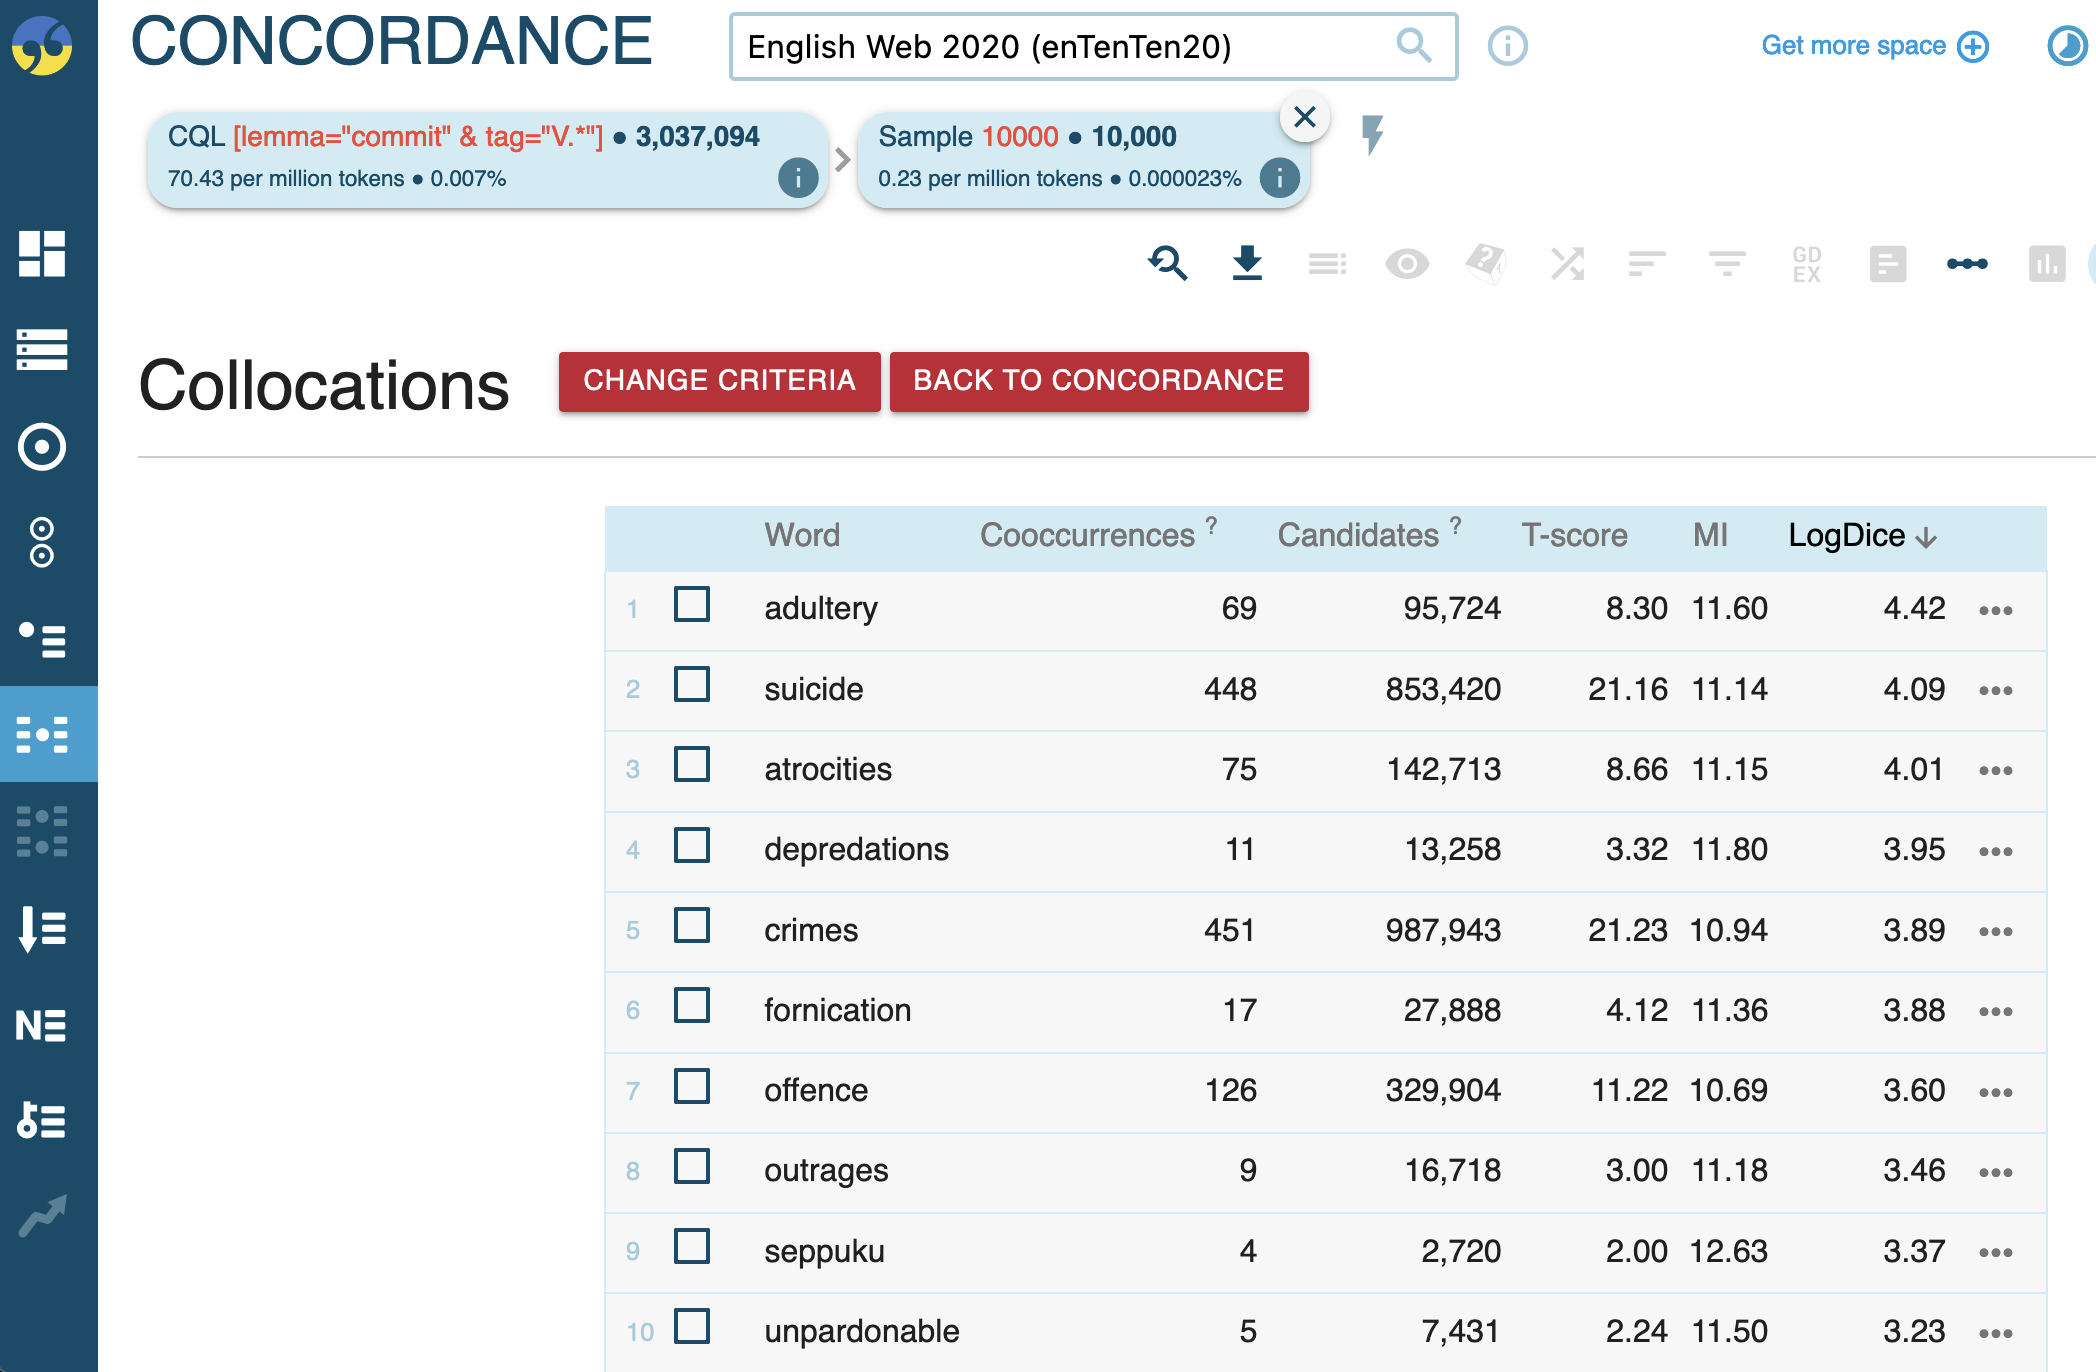 CONCORDANCE
English Web 2020 (enTenTen20)
Get more space
CQL [lemma="commit" & tag="V.*"] ● 3,037,094
70.43 per million tokens ● 0.007%
Sample 10000 ● 10,000
0.23 per million tokens ● 0.000023%
GD
EX
Collocations
CHANGE CRITERIA
BACK TO CONCORDANCE
Word Cooccurrences ? Candidates ? T-score MI LogDice ↓
1 adultery 69 95,724 8.30 11.60 4.42 •••
2 suicide 448 853,420 21.16 11.14 4.09 •••
3 atrocities 75 142,713 8.66 11.15 4.01 •••
4 depredations 11 13,258 3.32 11.80 3.95 •••
5 crimes 451 987,943 21.23 10.94 3.89 •••
6 fornication 17 27,888 4.12 11.36 3.88 •••
7 offence 126 329,904 11.22 10.69 3.60 •••
8 outrages 9 16,718 3.00 11.18 3.46 •••
9 seppuku 4 2,720 2.00 12.63 3.37 •••
10 unpardonable 5 7,431 2.24 11.50 3.23 •••